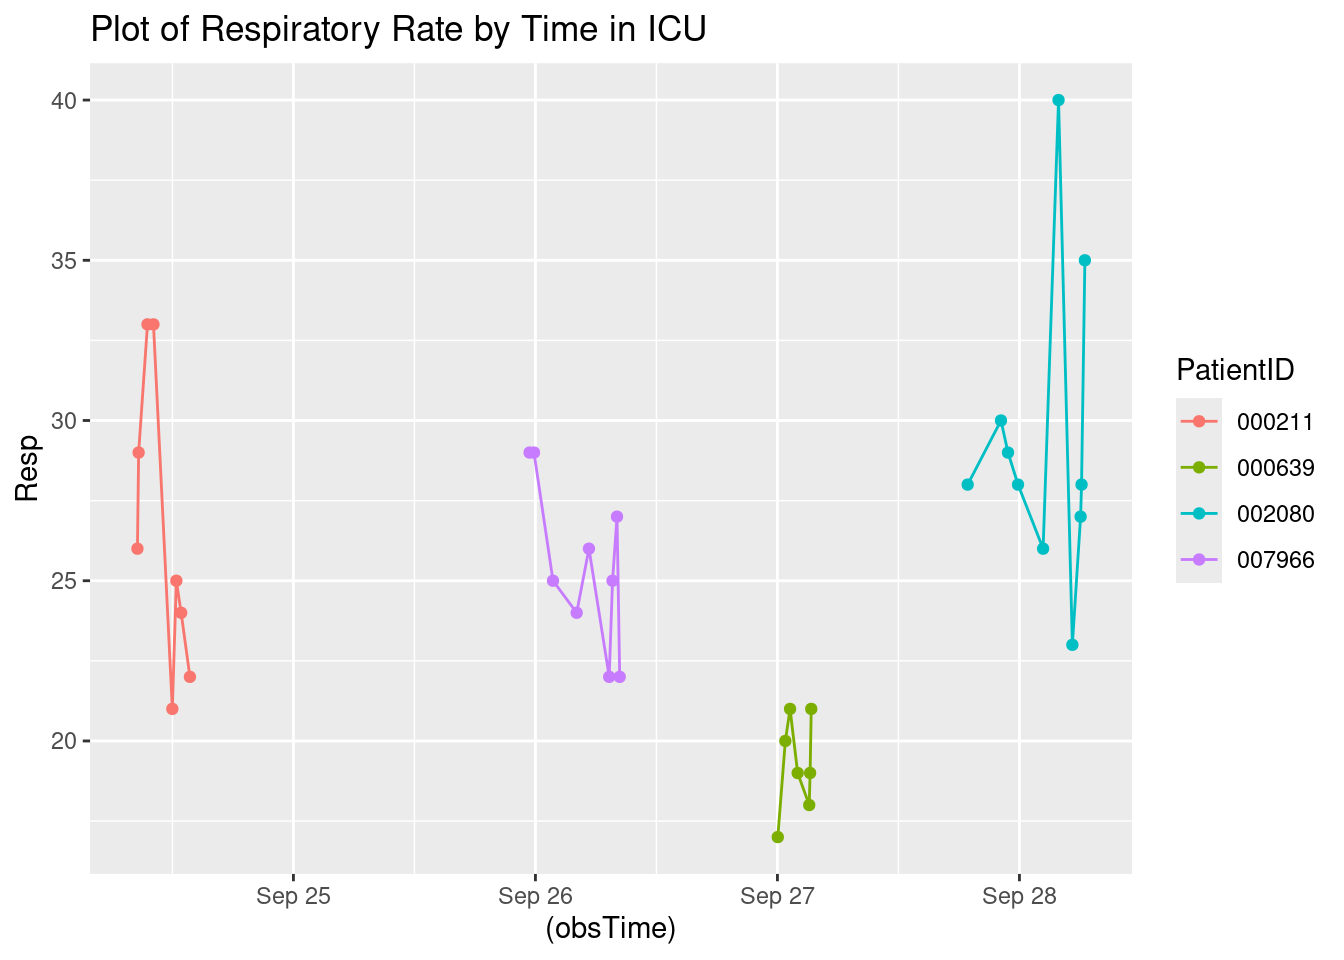 Plot of Respiratory Rate by Time in ICU
40
35
30
25
20
Resp
Sep 25
Sep 26
Sep 27
Sep 28
(obsTime)
PatientID
000211
000639
002080
007966